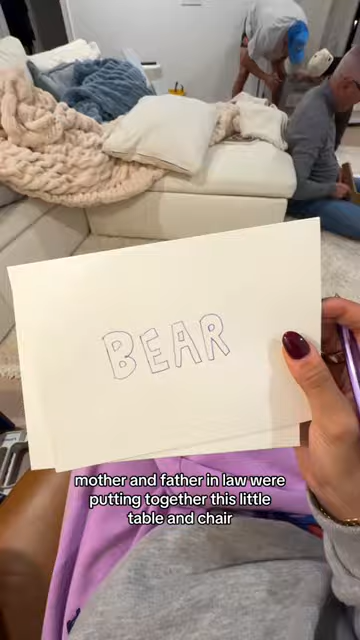 BEAR
mother and father in law were
putting together this little
table and chair